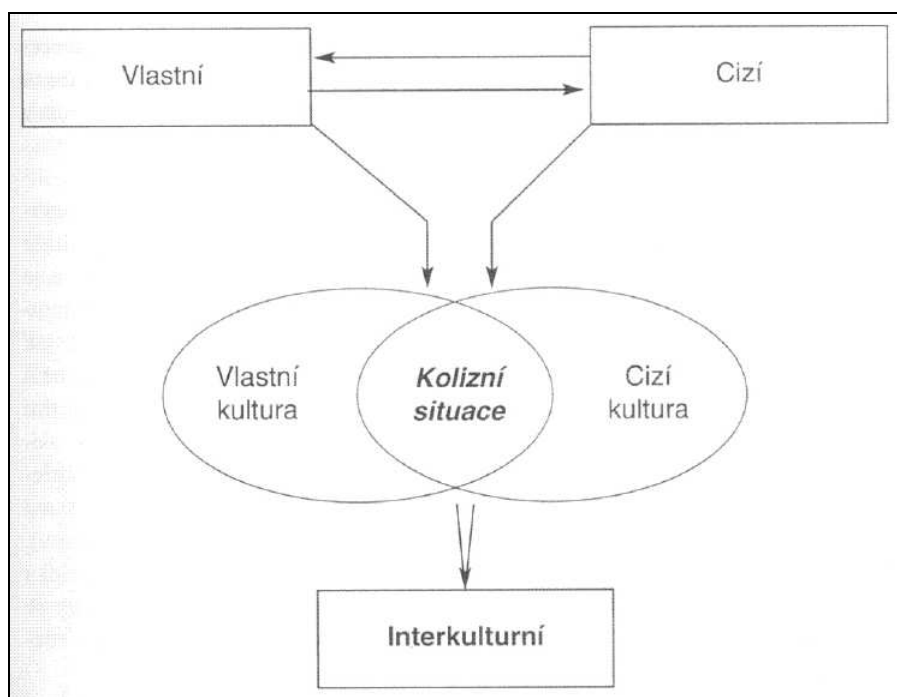 Vlastní
Cizí
Vlastní
kultura
Kolizní
situace
Cizí
kultura
Interkulturní